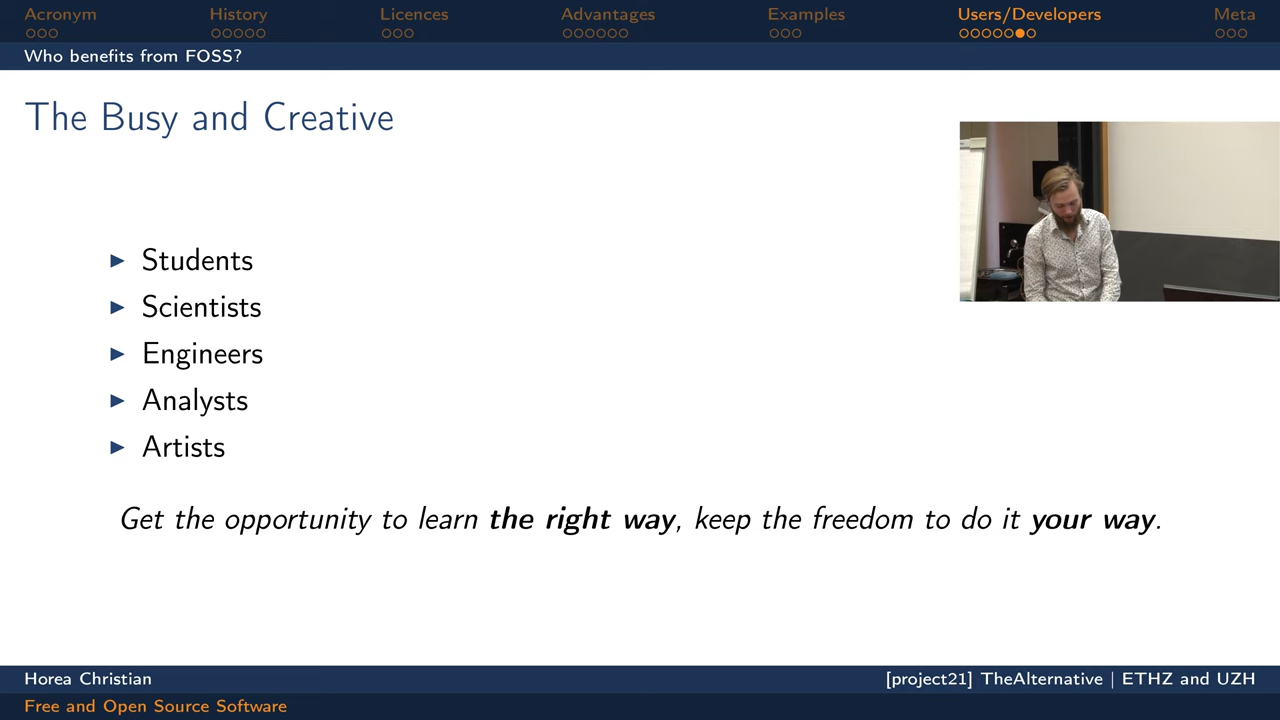 Acronym History Licences Advantages Examples Users/Developers Meta
Who benefits from FOSS?
The Busy and Creative
Students
Scientists
Engineers
Analysts
Artists
Get the opportunity to learn the right way, keep the freedom to do it your way.
Horea Christian [project21] TheAlternative | ETHZ and UZH
Free and Open Source Software